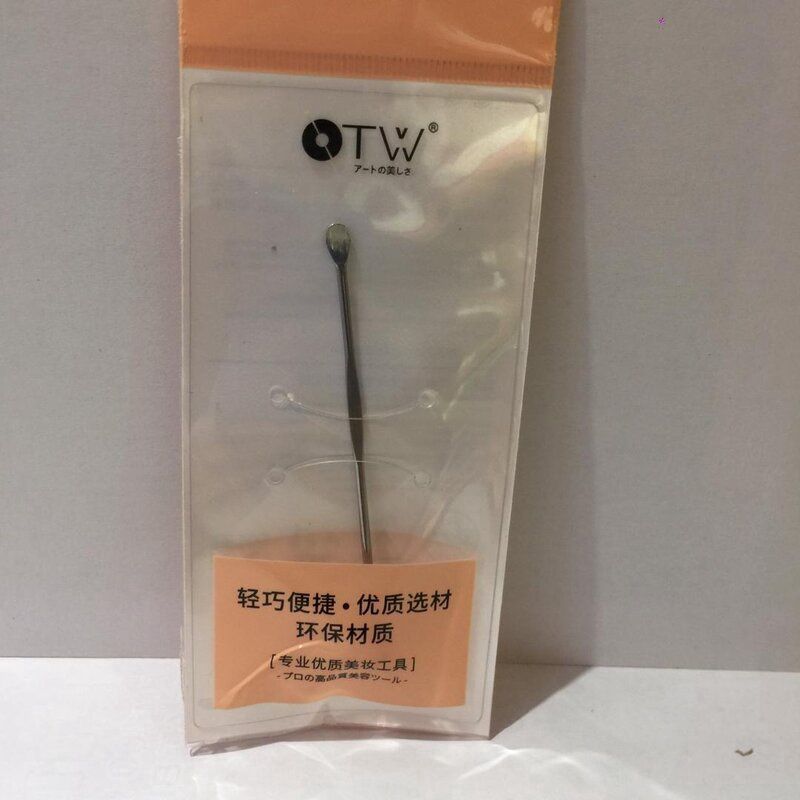 OTW®
アートの美しさ
轻巧便捷·优质选材
环保材质
[专业优质美妆工具]
-プロの高品質美容ツール-